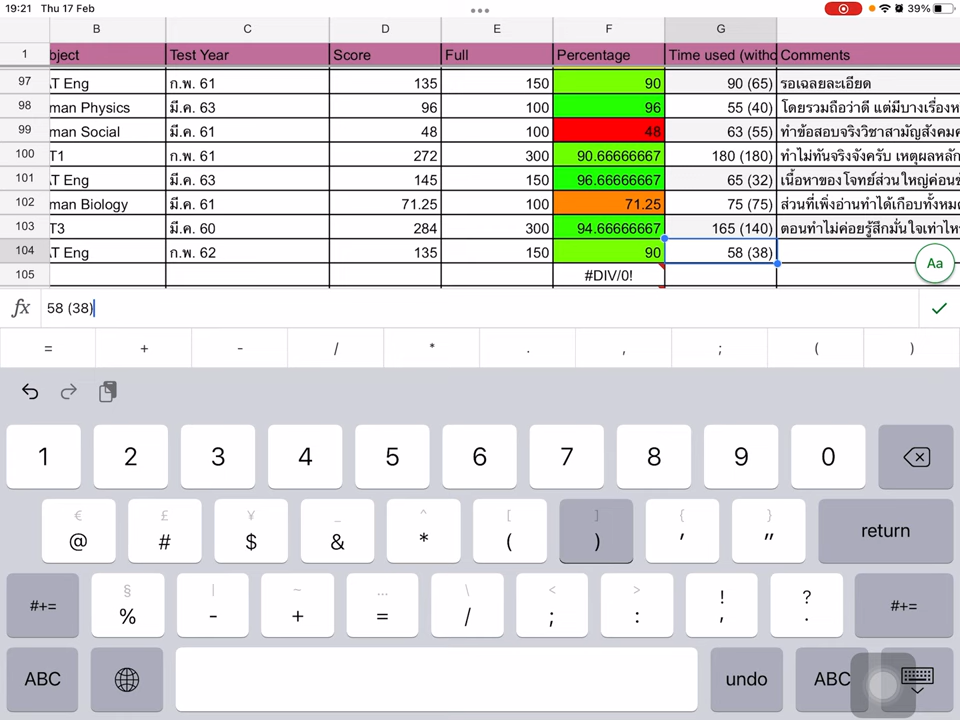 19:21 Thu 17 Feb 39%
B C D E F G
1 bject Test Year Score Full Percentage Time used (witho Comments
97 \T Eng ก.พ. 61 135 150 90 90 (65) รอเฉลยละเอียด
98 man Physics มี.ค. 63 96 100 96 55 (40) โดยรวมถือว่าดี แต่มีบางเรื่องห
99 man Social มี.ค. 61 48 100 48 63 (55) ทำข้อสอบจริงวิชาสามัญสังคมค
100 \T1 ก.พ. 61 272 300 90.66666667 180 (180) ทำไม่ทันจริงจังครับ เหตุผลหลัก
101 \T Eng มี.ค. 63 145 150 96.66666667 65 (32) เนื้อหาของโจทย์ส่วนใหญ่ค่อนข้
102 man Biology มี.ค. 61 71.25 100 71.25 75 (75) ส่วนที่เพิ่งอ่านทำได้เกือบทั้งหม
103 \T3 มี.ค. 60 284 300 94.66666667 165 (140) ตอนทำไม่ค่อยรู้สึกมั่นใจเท่าไห
104 \T Eng ก.พ. 62 135 150 90 58 (38)
Aa
105 #DIV/0!
fx 58 (38)
= + - / * . , ; ( )
1 2 3 4 5 6 7 8 9 0
€ £ ¥ _ ^ [ ] { }
@ # $ & * ( ) ' " return
§ | ~ … \ < > ! ?
#+= % - + = / ; : , . #+=
ABC undo ABC